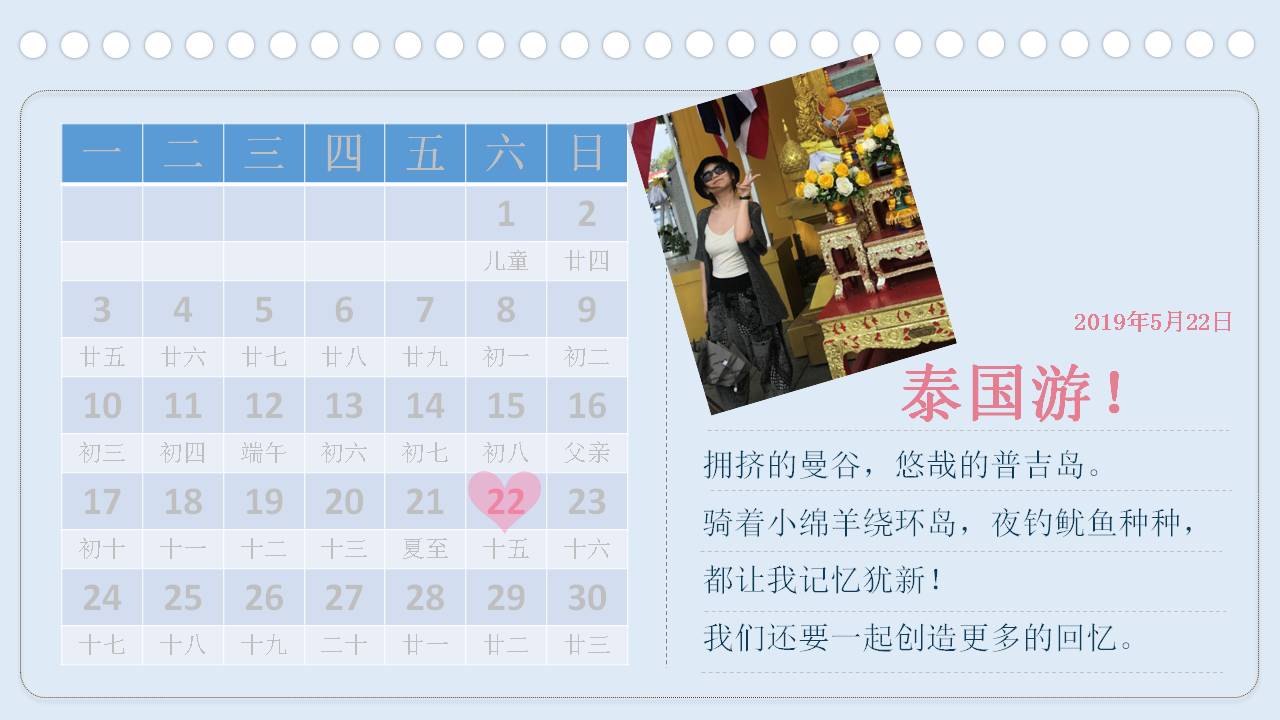 一 二 三 四 五 六 日
1 2
儿童 廿四
3 4 5 6 7 8 9
廿五 廿六 廿七 廿八 廿九 初一 初二
10 11 12 13 14 15 16
初三 初四 端午 初六 初七 初八 父亲
17 18 19 20 21 22 23
初十 十一 十二 十三 夏至 十五 十六
24 25 26 27 28 29 30
十七 十八 十九 二十 廿一 廿二 廿三
2019年5月22日
泰国游!
拥挤的曼谷，悠哉的普吉岛。
骑着小绵羊绕环岛，夜钓鱿鱼种种，
都让我记忆犹新!
我们还要一起创造更多的回忆。